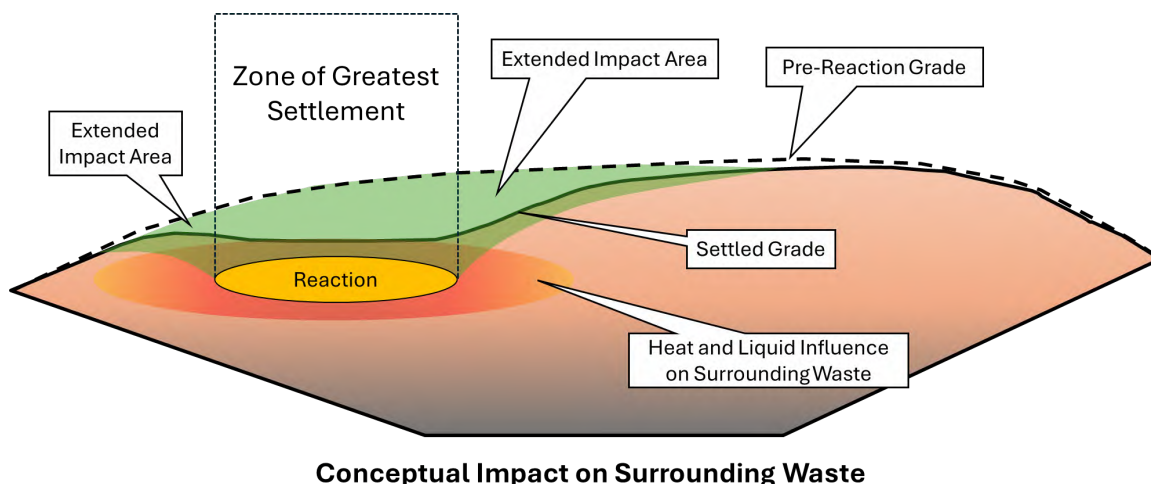 Zone of Greatest
Settlement
Extended Impact Area
Pre-Reaction Grade
Extended
Impact Area
Settled Grade
Reaction
Heat and Liquid Influence
on Surrounding Waste
Conceptual Impact on Surrounding Waste